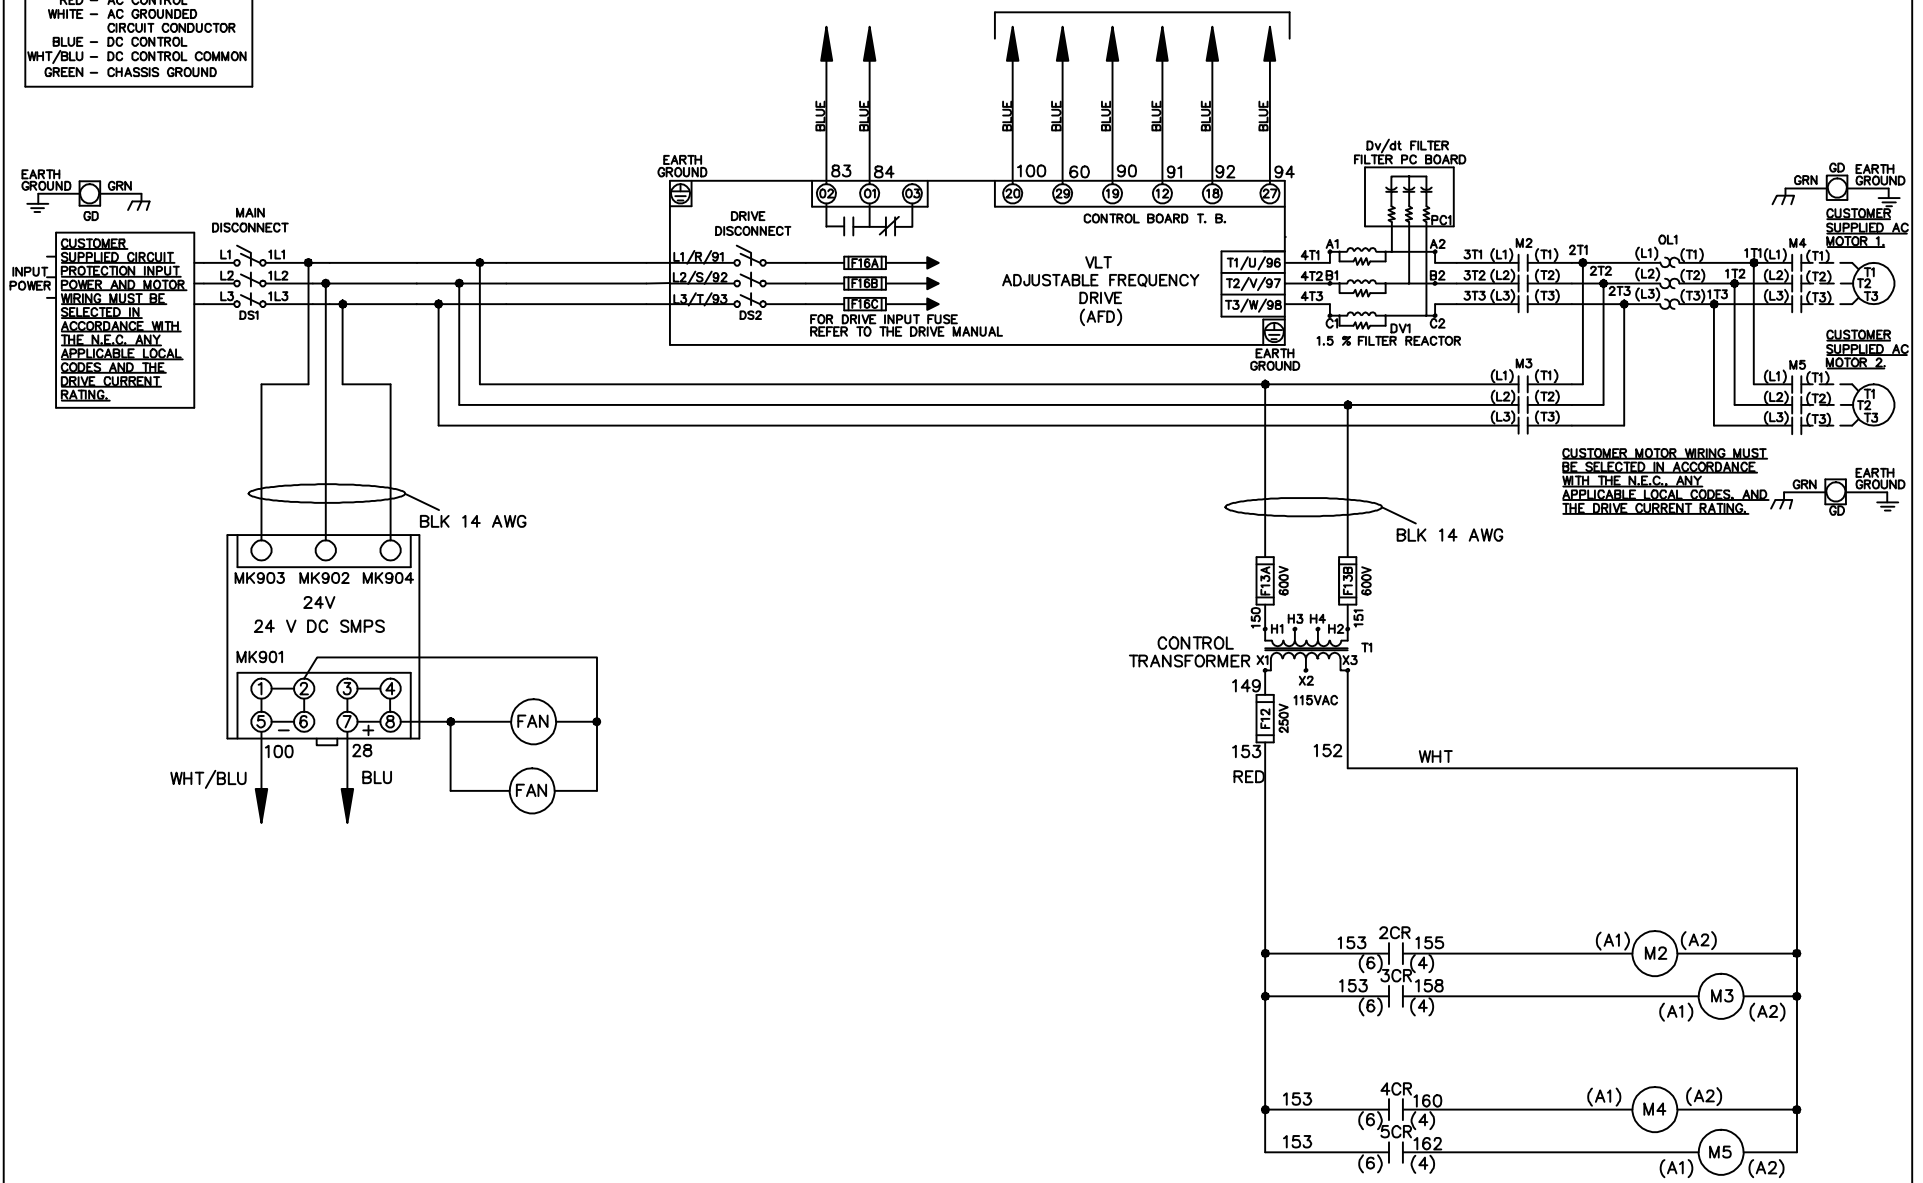 RED – AC CONTROL
WHITE – AC GROUNDED
CIRCUIT CONDUCTOR
BLUE – DC CONTROL
WHT/BLU – DC CONTROL COMMON
GREEN – CHASSIS GROUND
BLUE
BLUE
BLUE
BLUE
BLUE
BLUE
BLUE
BLUE
EARTH
GROUND
GRN
GD
MAIN
DISCONNECT
INPUT
POWER
CUSTOMER
SUPPLIED CIRCUIT
PROTECTION INPUT
POWER AND MOTOR
WIRING MUST BE
SELECTED IN
ACCORDANCE WITH
THE N.E.C. ANY
APPLICABLE LOCAL
CODES AND THE
DRIVE CURRENT
RATING.
L1 1L1
L2 1L2
L3 1L3
DS1
EARTH
GROUND
83 84
02 01 03
100 60 90 91 92 94
20 29 19 12 18 27
CONTROL BOARD T. B.
DRIVE
DISCONNECT
L1/R/91
L2/S/92
L3/T/93
DS2
F16A
F16B
F16C
FOR DRIVE INPUT FUSE
REFER TO THE DRIVE MANUAL
VLT
ADJUSTABLE FREQUENCY
DRIVE
(AFD)
T1/U/96
T2/V/97
T3/W/98
EARTH
GROUND
Dv/dt FILTER
FILTER PC BOARD
PC1
4T1 A1 A2
4T2 B1 B2
4T3 C1 C2
DV1
1.5 % FILTER REACTOR
M2
3T1 (L1) (T1) 2T1
3T2 (L2) (T2) 2T2
3T3 (L3) (T3) 2T3
OL1
(L1) (T1) 1T1
(L2) (T2) 1T2
(L3) (T3) 1T3
M4
(L1) (T1)
(L2) (T2)
(L3) (T3)
T1
T2
T3
GD
GRN
EARTH
GROUND
CUSTOMER
SUPPLIED AC
MOTOR 1.
CUSTOMER
SUPPLIED AC
MOTOR 2.
M3
(L1) (T1)
(L2) (T2)
(L3) (T3)
M5
(L1) (T1)
(L2) (T2)
(L3) (T3)
T1
T2
T3
CUSTOMER MOTOR WIRING MUST
BE SELECTED IN ACCORDANCE
WITH THE N.E.C., ANY
APPLICABLE LOCAL CODES, AND
THE DRIVE CURRENT RATING.
GRN
GD
EARTH
GROUND
BLK 14 AWG
MK903 MK902 MK904
24V
24 V DC SMPS
MK901
1 2 3 4
5 6 7 8
– +
100 28
WHT/BLU BLU
FAN
FAN
BLK 14 AWG
F13A
600V
F13B
600V
150
151
H1 H3 H4 H2
T1
CONTROL
TRANSFORMER
X1 X3
X2
115VAC
149
F12
250V
153
RED
152
WHT
2CR
153 155
(6) (4)
(A1) M2 (A2)
3CR
153 158
(6) (4)
(A1) M3 (A2)
4CR
153 160
(6) (4)
(A1) M4 (A2)
5CR
153 162
(6) (4)
(A1) M5 (A2)